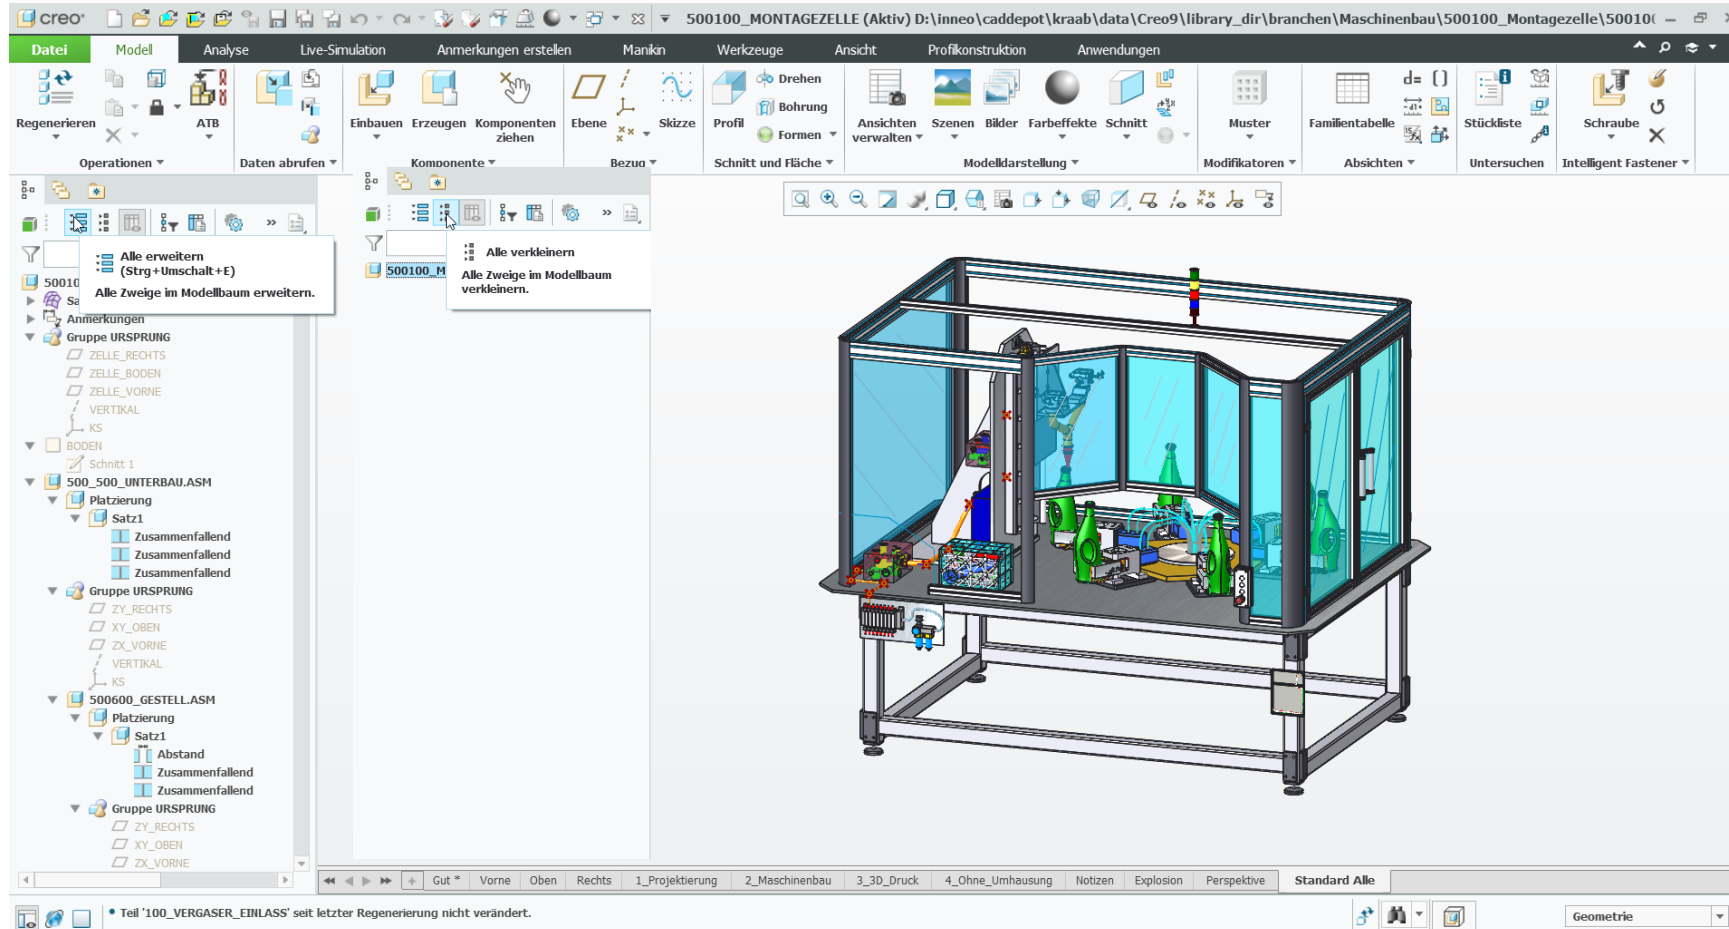 creo
500100_MONTAGEZELLE (Aktiv) D:\inneo\caddepot\kraab\data\Creo9\library_dir\branchen\Maschinenbau\500100_Montagezelle\50010
Datei Modell Analyse Live-Simulation Anmerkungen erstellen Manikin Werkzeuge Ansicht Profilkonstruktion Anwendungen
Regenerieren
ATB
Operationen
Daten abrufen
Einbauen Erzeugen Komponenten ziehen
Komponente
Ebene Skizze
Bezug
Profil
Drehen
Bohrung
Formen
Schnitt und Fläche
Ansichten verwalten Szenen Bilder Farbeffekte Schnitt
Modelldarstellung
Muster
Modifikatoren
Familientabelle
d= []
Absichten
Stückliste
Untersuchen
Schraube
Intelligent Fastener
Alle erweitern
(Strg+Umschalt+E)
Alle Zweige im Modellbaum erweitern.
50010
Sa
Anmerkungen
Gruppe URSPRUNG
ZELLE_RECHTS
ZELLE_BODEN
ZELLE_VORNE
VERTIKAL
KS
BODEN
Schnitt 1
500_500_UNTERBAU.ASM
Platzierung
Satz1
Zusammenfallend
Zusammenfallend
Zusammenfallend
Gruppe URSPRUNG
ZY_RECHTS
XY_OBEN
ZX_VORNE
VERTIKAL
KS
500600_GESTELL.ASM
Platzierung
Satz1
Abstand
Zusammenfallend
Zusammenfallend
Gruppe URSPRUNG
ZY_RECHTS
XY_OBEN
ZX_VORNE
500100_M
Alle verkleinern
Alle Zweige im Modellbaum
verkleinern.
Gut * Vorne Oben Rechts 1_Projektierung 2_Maschinenbau 3_3D_Druck 4_Ohne_Umhausung Notizen Explosion Perspektive Standard Alle
• Teil '100_VERGASER_EINLASS' seit letzter Regenerierung nicht verändert.
Geometrie